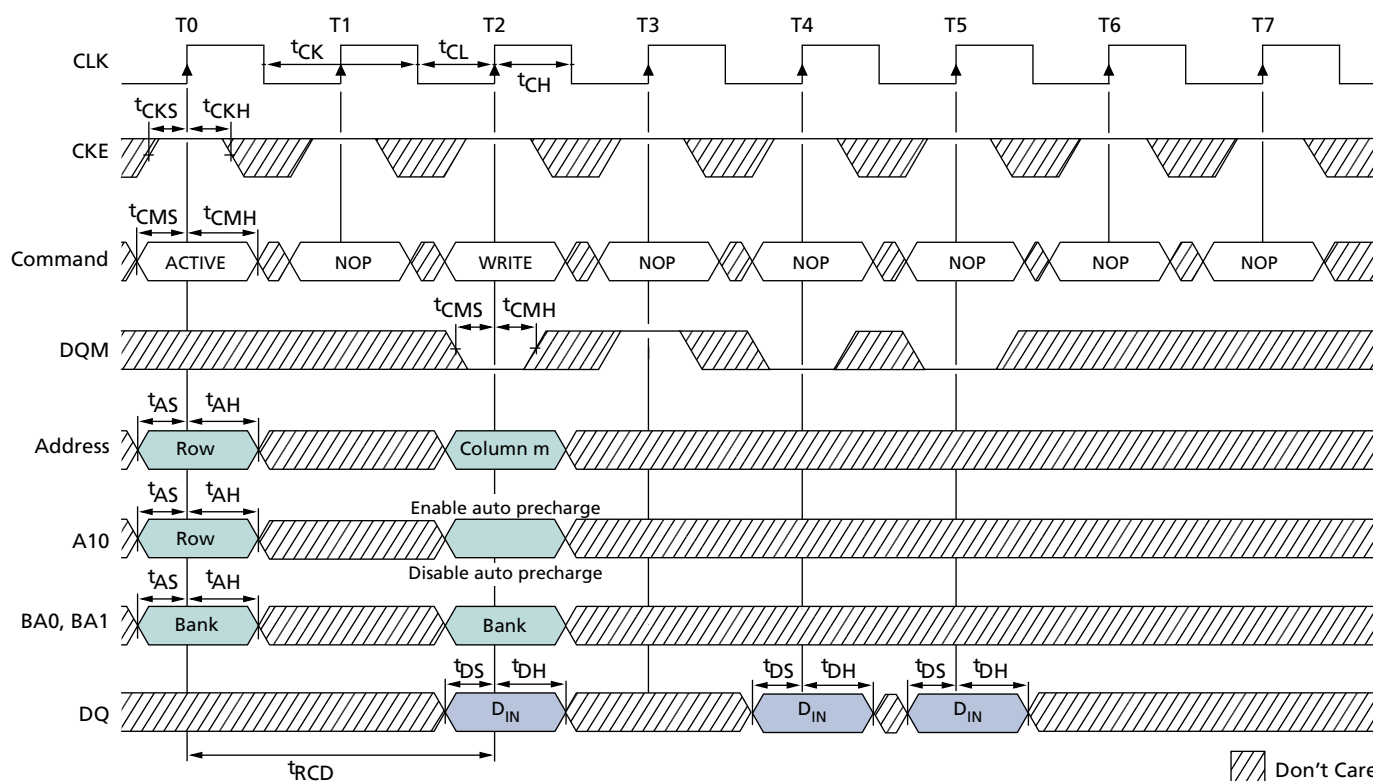 T0 T1 T2 T3 T4 T5 T6 T7
CLK tCK tCL
tCH
tCKS tCKH
CKE
tCMS tCMH
Command ACTIVE NOP WRITE NOP NOP NOP NOP NOP
tCMS tCMH
DQM
tAS tAH
Address Row Column m
tAS tAH Enable auto precharge
A10 Row
Disable auto precharge
tAS tAH
BA0, BA1 Bank Bank
tDS tDH tDS tDH tDS tDH
DQ DIN DIN DIN
tRCD
Don't Care